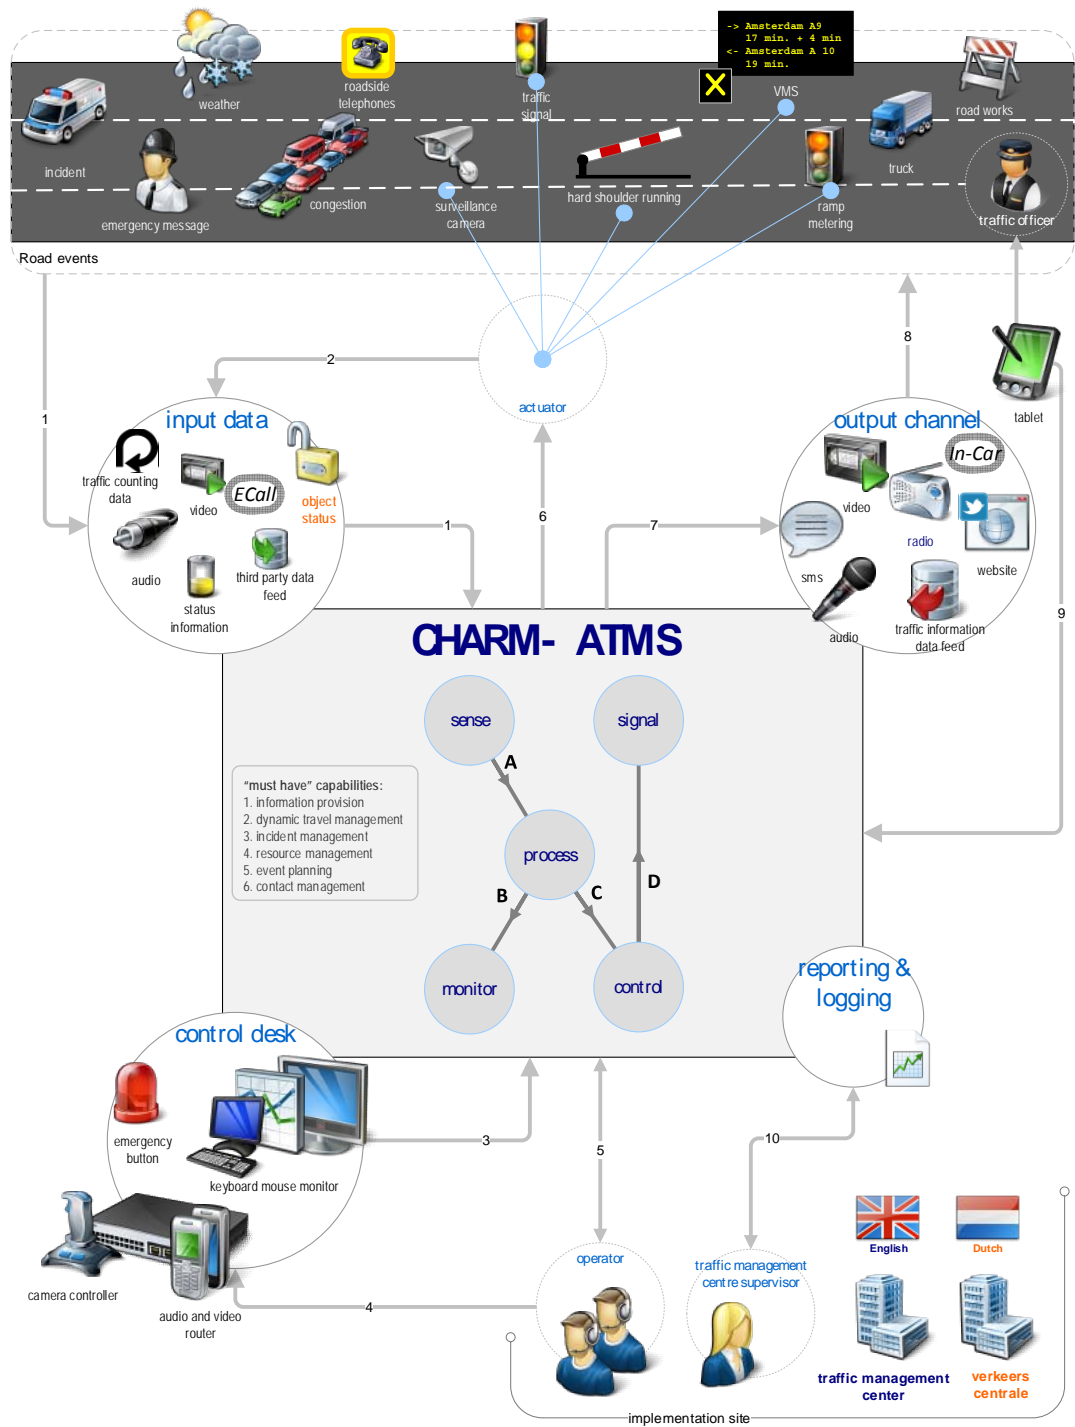 -> Amsterdam A9
17 min. + 4 min
<- Amsterdam A 10
19 min.
X
weather
roadside
telephones
traffic
signal
VMS
road works
incident
emergency message
congestion
surveillance
camera
hard shoulder running
ramp
metering
truck
traffic officer
Road events
1
2
actuator
8
tablet
input data
traffic counting
data
video
ECall
object
status
audio
status
information
third party data
feed
1
6
7
output channel
In-Car
video
radio
website
sms
audio
traffic information
data feed
9
CHARM- ATMS
sense
signal
A
process
B
C
D
monitor
control
“must have” capabilities:
1. information provision
2. dynamic travel management
3. incident management
4. resource management
5. event planning
6. contact management
reporting &
logging
control desk
emergency
button
keyboard mouse monitor
camera controller
audio and video
router
3
5
10
4
operator
traffic management
centre supervisor
English
Dutch
traffic management
center
verkeers
centrale
implementation site